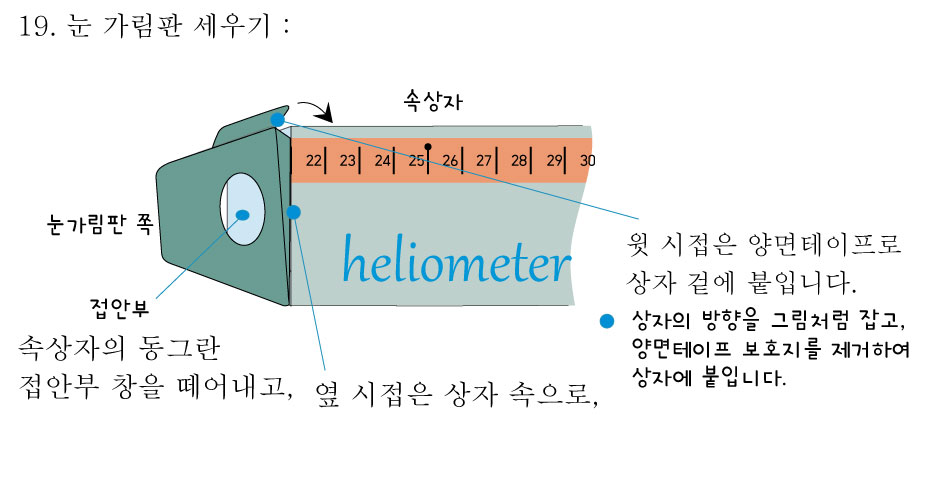 19. 눈 가림판 세우기 :
속상자
22 23 24 25 26 27 28 29 30
눈가림판 쪽
heliometer
접안부
속상자의 동그란
접안부 창을 떼어내고,
옆 시접은 상자 속으로,
윗 시접은 양면테이프로
상자 겉에 붙입니다.
상자의 방향을 그림처럼 잡고,
양면테이프 보호지를 제거하여
상자에 붙입니다.